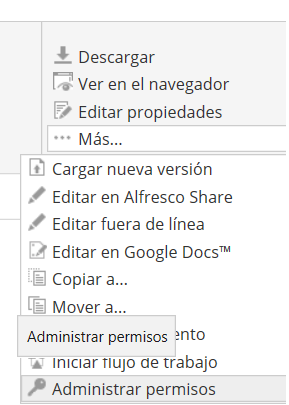 Descargar
Ver en el navegador
Editar propiedades
Más...
Cargar nueva versión
Editar en Alfresco Share
Editar fuera de línea
Editar en Google Docs™
Copiar a...
Mover a...
Administrar permisos
Iniciar flujo de trabajo
Administrar permisos